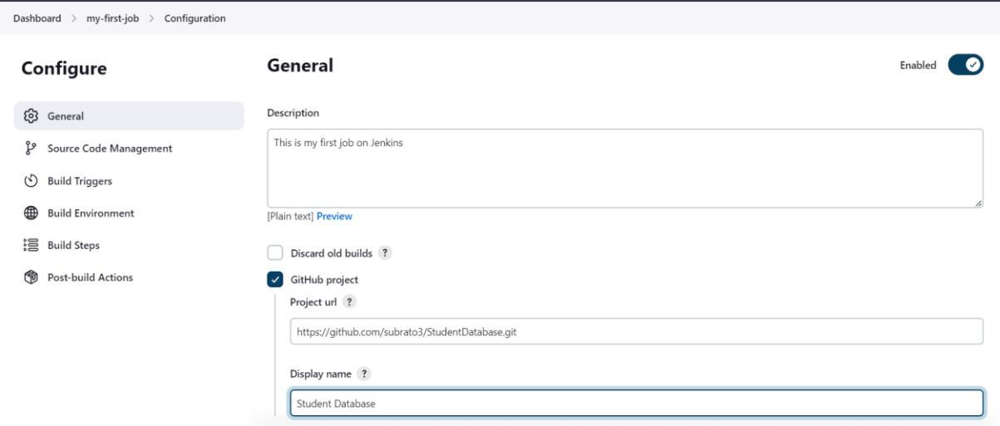 Dashboard > my-first-job > Configuration
Configure
General
Source Code Management
Build Triggers
Build Environment
Build Steps
Post-build Actions
General
Enabled
Description
This is my first job on Jenkins
[Plain text] Preview
Discard old builds ?
GitHub project
Project url ?
https://github.com/subrato3/StudentDatabase.git
Display name ?
Student Database